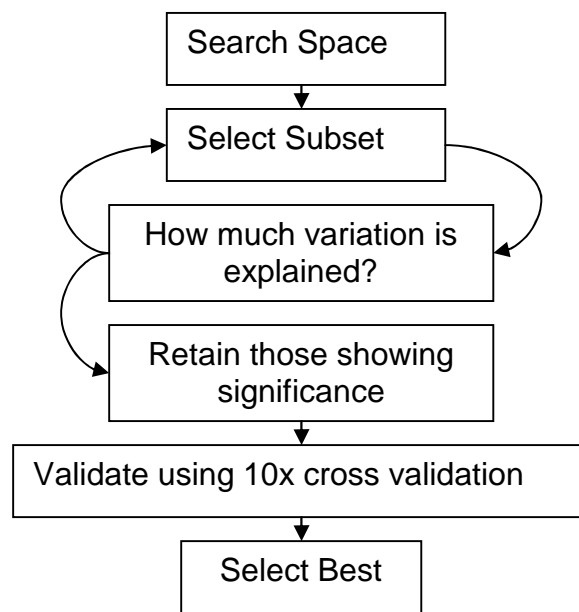 Search Space
Select Subset
How much variation is
explained?
Retain those showing
significance
Validate using 10x cross validation
Select Best